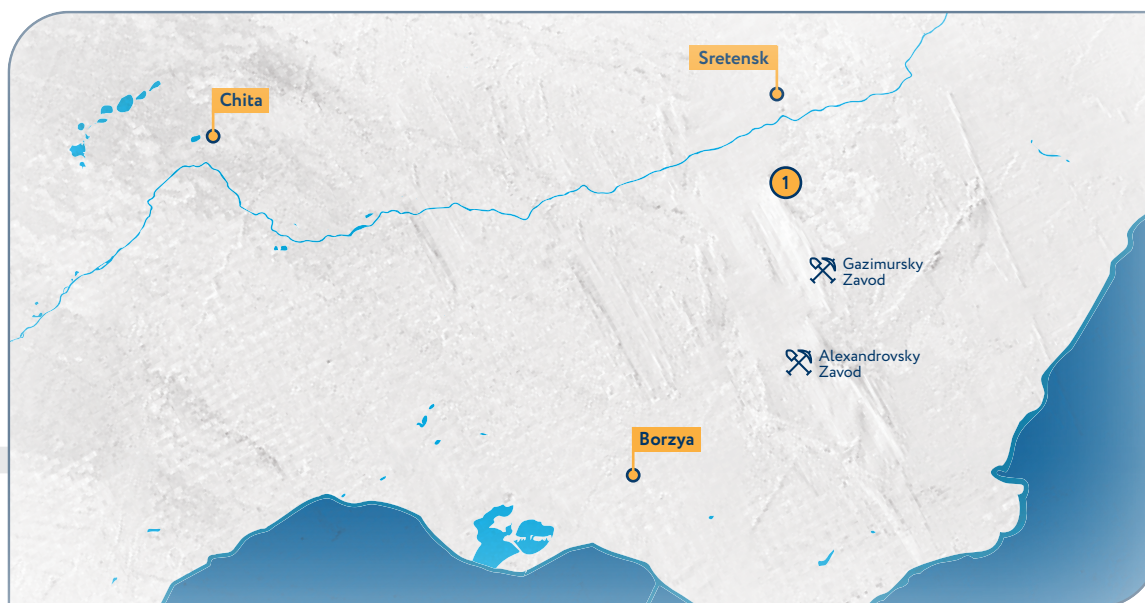 Sretensk
Chita
1
Gazimursky
Zavod
Alexandrovsky
Zavod
Borzya